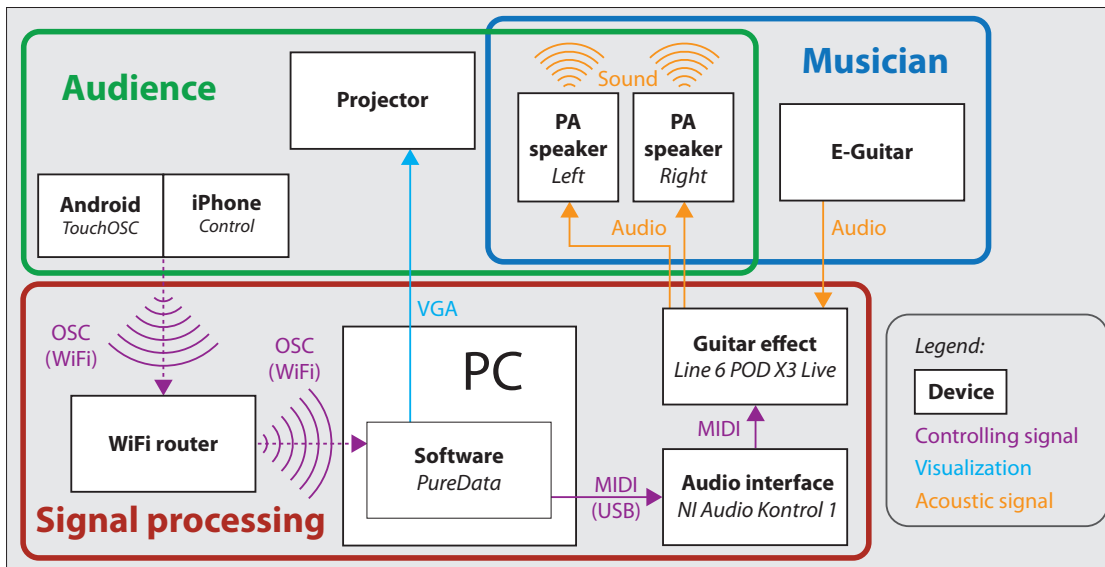 Audience
Musician
Projector
Sound
PA
speaker
Left
PA
speaker
Right
E-Guitar
Android
TouchOSC
iPhone
Control
Audio
Audio
OSC
(WiFi)
VGA
OSC
(WiFi)
PC
Guitar effect
Line 6 POD X3 Live
WiFi router
MIDI
Software
PureData
MIDI
(USB)
Audio interface
NI Audio Kontrol 1
Signal processing
Legend:
Device
Controlling signal
Visualization
Acoustic signal